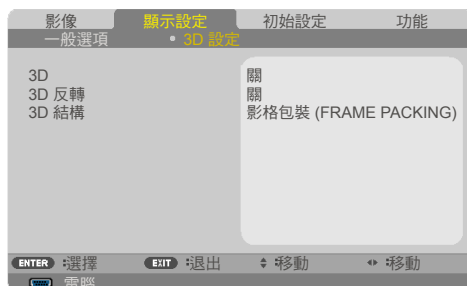 影像 顯示設定 初始設定 功能
一般選項 • 3D 設定
3D 關
3D 反轉 關
3D 結構 影格包裝 (FRAME PACKING)
ENTER :選擇 EXIT :退出 :移動 :移動
電腦